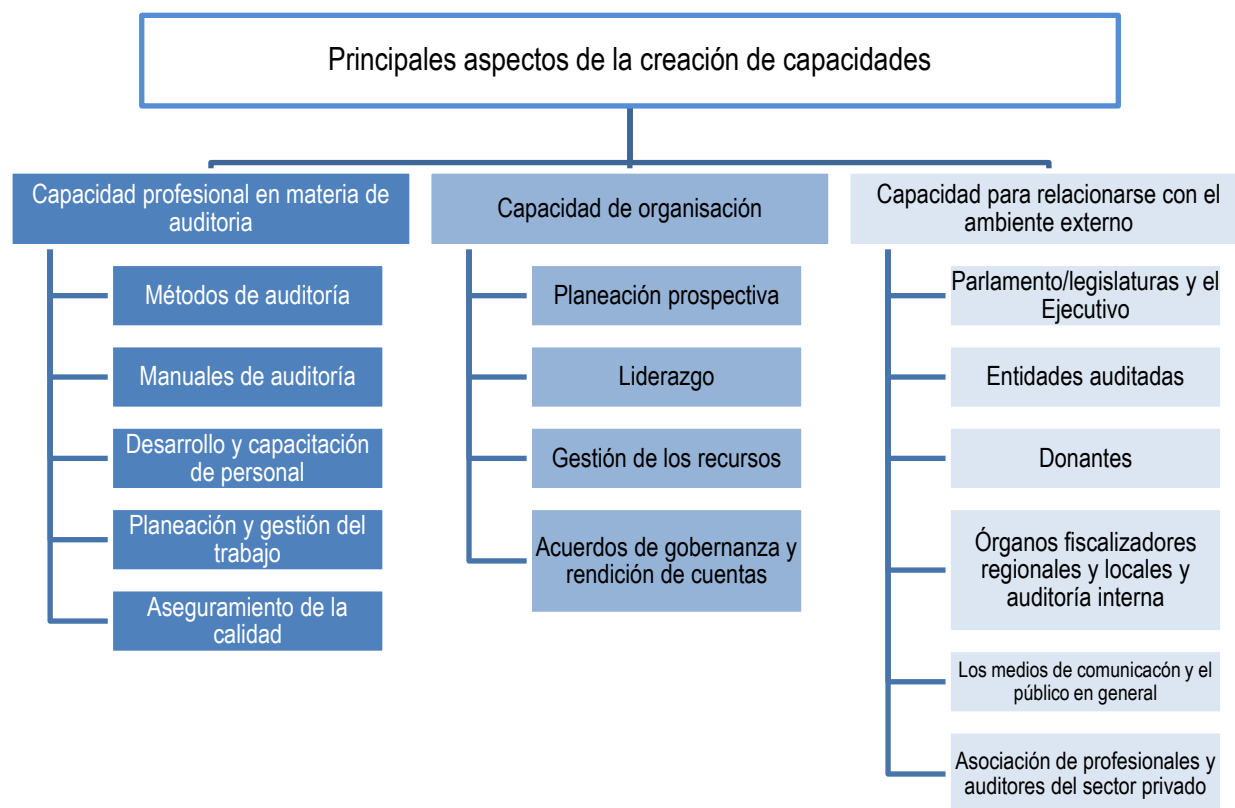 Principales aspectos de la creación de capacidades
Capacidad profesional en materia de
auditoria
Métodos de auditoría
Manuales de auditoría
Desarrollo y capacitación
de personal
Planeación y gestión del
trabajo
Aseguramiento de la
calidad
Capacidad de organisación
Planeación prospectiva
Liderazgo
Gestión de los recursos
Acuerdos de gobernanza y
rendición de cuentas
Capacidad para relacionarse con el
ambiente externo
Parlamento/legislaturas y el
Ejecutivo
Entidades auditadas
Donantes
Órganos fiscalizadores
regionales y locales y
auditoría interna
Los medios de comunicacón y el
público en general
Asociación de profesionales y
auditores del sector privado